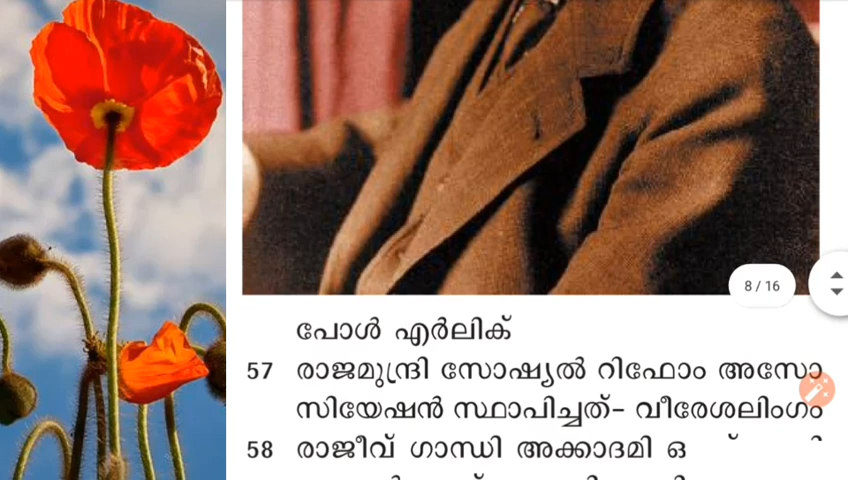 8 / 16
പോൾ എർലിക്
57 രാജമുന്ദ്രി സോഷ്യൽ റിഫോം അസോ
സിയേഷൻ സ്ഥാപിച്ചത്- വീരേശലിംഗം
58 രാജീവ് ഗാന്ധി അക്കാദമി ഒ